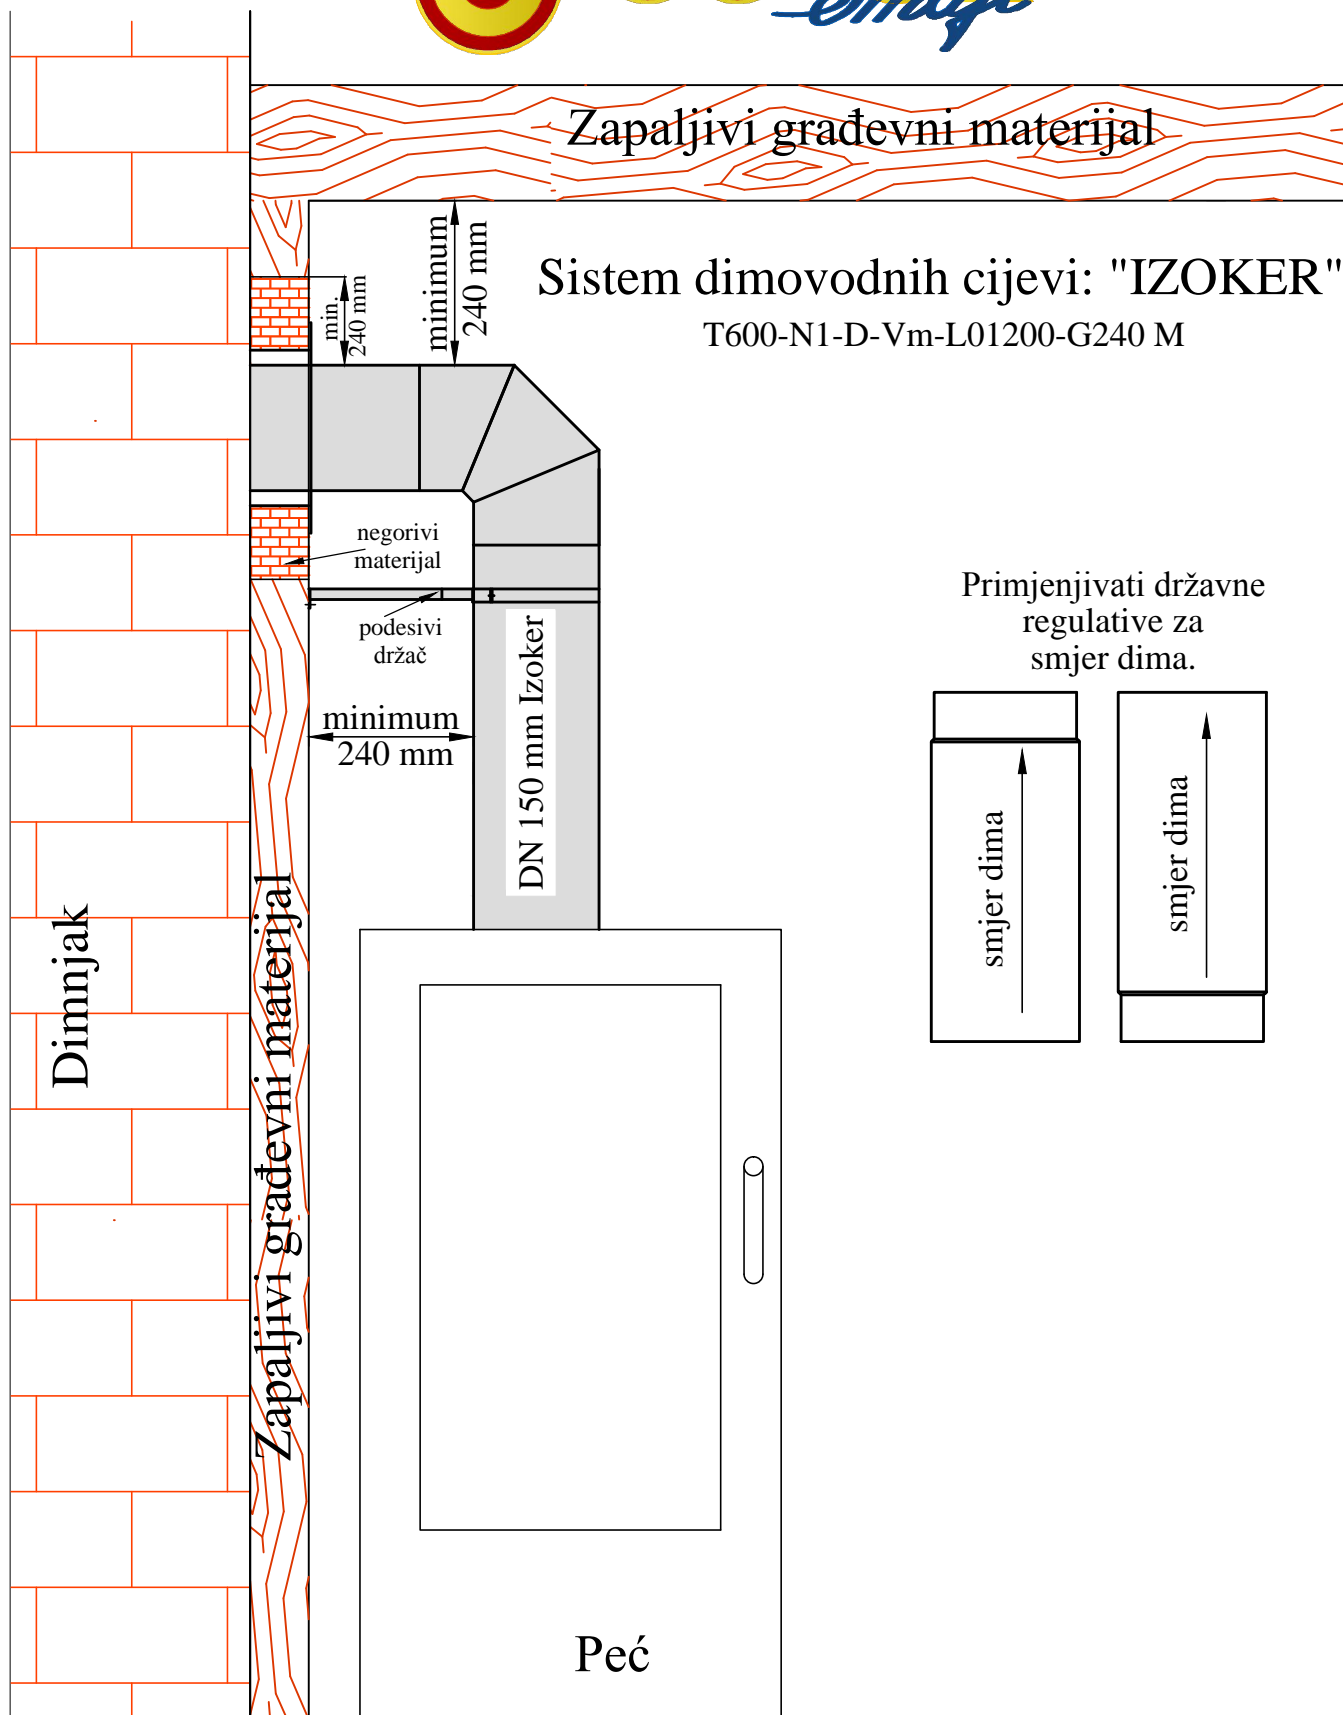 Zapaljivi građevni materijal
Sistem dimovodnih cijevi: "IZOKER"
T600-N1-D-Vm-L01200-G240 M
minimum
240 mm
min.
240 mm
negorivi
materijal
podesivi
držač
minimum
240 mm
DN 150 mm Izoker
Primjenjivati državne
regulative za
smjer dima.
smjer dima
smjer dima
Dimnjak
Zapaljivi građevni materijal
Peć